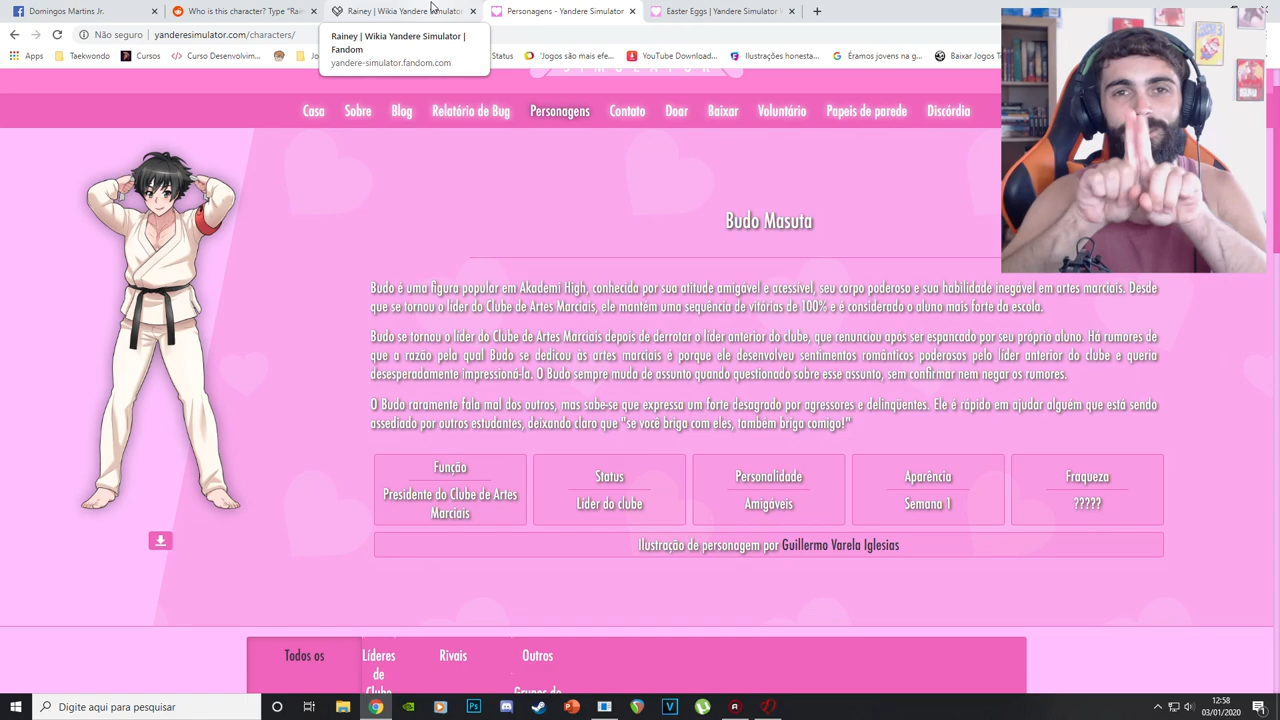 Domingos Martins Jr.
Who is this character? Type "Rain
Rainey | Wikia Yandere Simulator
Personagens - Yandere Simulator
Easter Eggs | Yandere Simulator W
Não seguro
yanderesimulator.com/characters/
Apps
Taekwondo
Cursos
Curso Desenvolvime...
Status
"Jogos são mais efe...
YouTube Download...
Ilustrações honesta...
Éramos jovens na g...
Baixar Jogos To
Rainey | Wikia Yandere Simulator |
Fandom
yandere-simulator.fandom.com
SIMULATOR
Casa
Sobre
Blog
Relatório de Bug
Personagens
Contato
Doar
Baixar
Voluntário
Papeis de parede
Discórdia
Budo Masuta
Budo é uma figura popular em Akademi High, conhecida por sua atitude amigável e acessível, seu corpo poderoso e sua habilidade inegável em artes marciais. Desde
que se tornou o líder do Clube de Artes Marciais, ele mantém uma sequência de vitórias de 100% e é considerado o aluno mais forte da escola.
Budo se tornou o líder do Clube de Artes Marciais depois de derrotar o líder anterior do clube, que renunciou após ser espancado por seu próprio aluno. Há rumores de
que a razão pela qual Budo se dedicou às artes marciais é porque ele desenvolveu sentimentos românticos poderosos pelo líder anterior do clube e queria
desesperadamente impressioná-la. O Budo sempre muda de assunto quando questionado sobre esse assunto, sem confirmar nem negar os rumores.
O Budo raramente fala mal dos outros, mas sabe-se que expressa um forte desagrado por agressores e delinqüentes. Ele é rápido em ajudar alguém que está sendo
assediado por outros estudantes, deixando claro que "se você briga com eles, também briga comigo!"
Função
Presidente do Clube de Artes
Marciais
Status
Líder do clube
Personalidade
Amigáveis
Aparência
Semana 1
Fraqueza
?????
Ilustração de personagem por Guillermo Varela Iglesias
Todos os
Líderes
de
Clube
Rivais
Outros
Grupos de
Digite aqui para pesquisar
12:58
03/01/2020